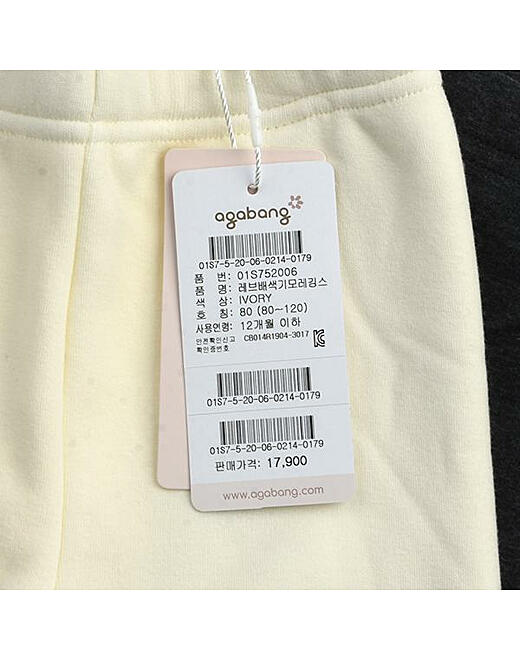 agabang
01S7-5-20-06-0214-0179
품 번: 01S752006
품 명: 레브배색기모레깅스
색 상: IVORY
호 칭: 80 (80~120)
사용연령: 12개월 이하
안전확인신고
확인증번호 CB014R1904-3017
01S7-5-20-06-0214-0179
01S7-5-20-06-0214-0179
판매가격: 17,900
www.agabang.com